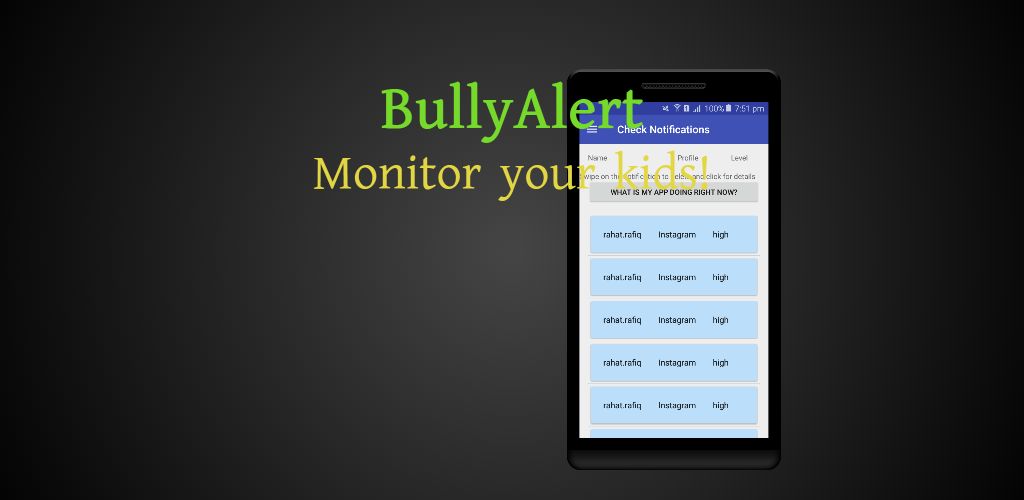 BullyAlert
Monitor your kids!
100% 7:51 pm
Check Notifications
Name Profile Level
wipe on the notification to delete and click for details
WHAT IS MY APP DOING RIGHT NOW?
rahat.rafiq Instagram high
rahat.rafiq Instagram high
rahat.rafiq Instagram high
rahat.rafiq Instagram high
rahat.rafiq Instagram high